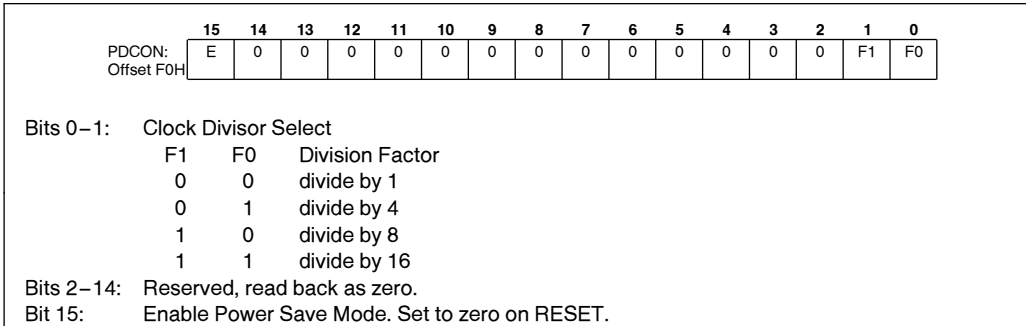 15 14 13 12 11 10 9 8 7 6 5 4 3 2 1 0
PDCON: E 0 0 0 0 0 0 0 0 0 0 0 0 0 F1 F0
Offset F0H
Bits 0–1: Clock Divisor Select
F1 F0 Division Factor
0 0 divide by 1
0 1 divide by 4
1 0 divide by 8
1 1 divide by 16
Bits 2–14: Reserved, read back as zero.
Bit 15: Enable Power Save Mode. Set to zero on RESET.